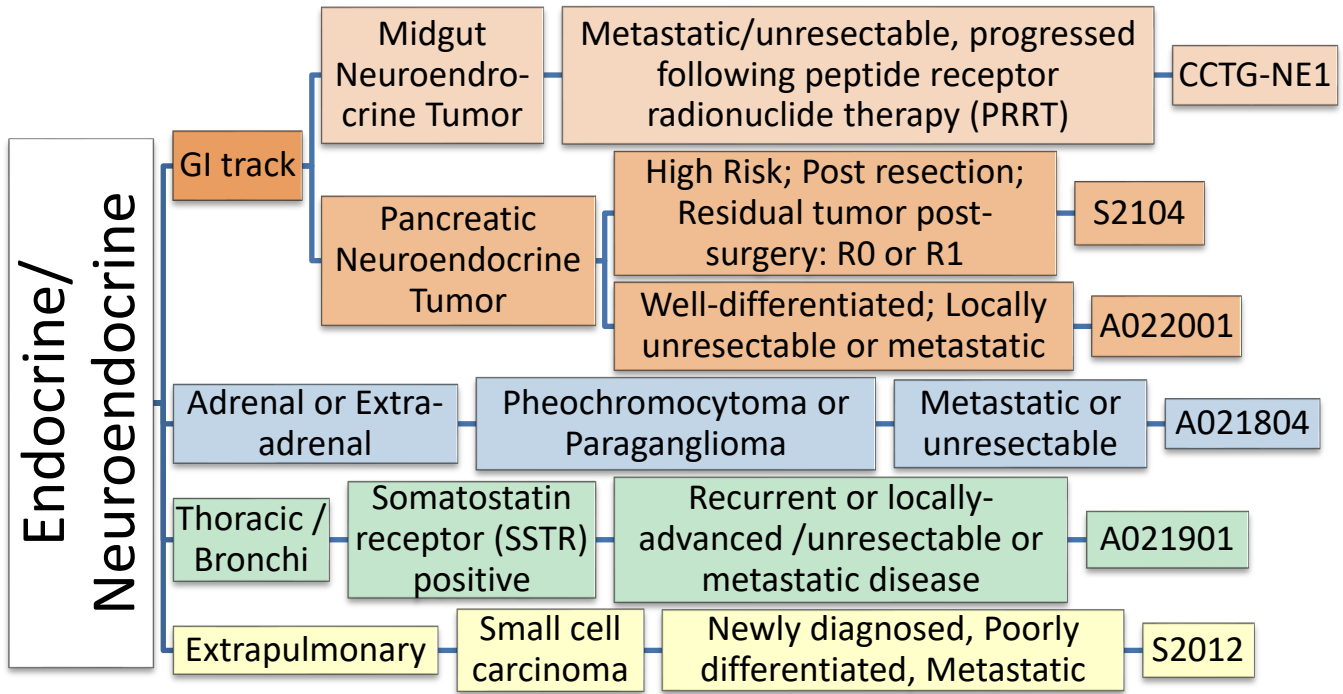 Endocrine/
Neuroendocrine
GI track
Midgut
Neuroendro-
crine Tumor
Metastatic/unresectable, progressed
following peptide receptor
radionuclide therapy (PRRT)
CCTG-NE1
Pancreatic
Neuroendocrine
Tumor
High Risk; Post resection;
Residual tumor post-
surgery: R0 or R1
S2104
Well-differentiated; Locally
unresectable or metastatic
A022001
Adrenal or Extra-
adrenal
Pheochromocytoma or
Paraganglioma
Metastatic or
unresectable
A021804
Thoracic /
Bronchi
Somatostatin
receptor (SSTR)
positive
Recurrent or locally-
advanced /unresectable or
metastatic disease
A021901
Extrapulmonary
Small cell
carcinoma
Newly diagnosed, Poorly
differentiated, Metastatic
S2012